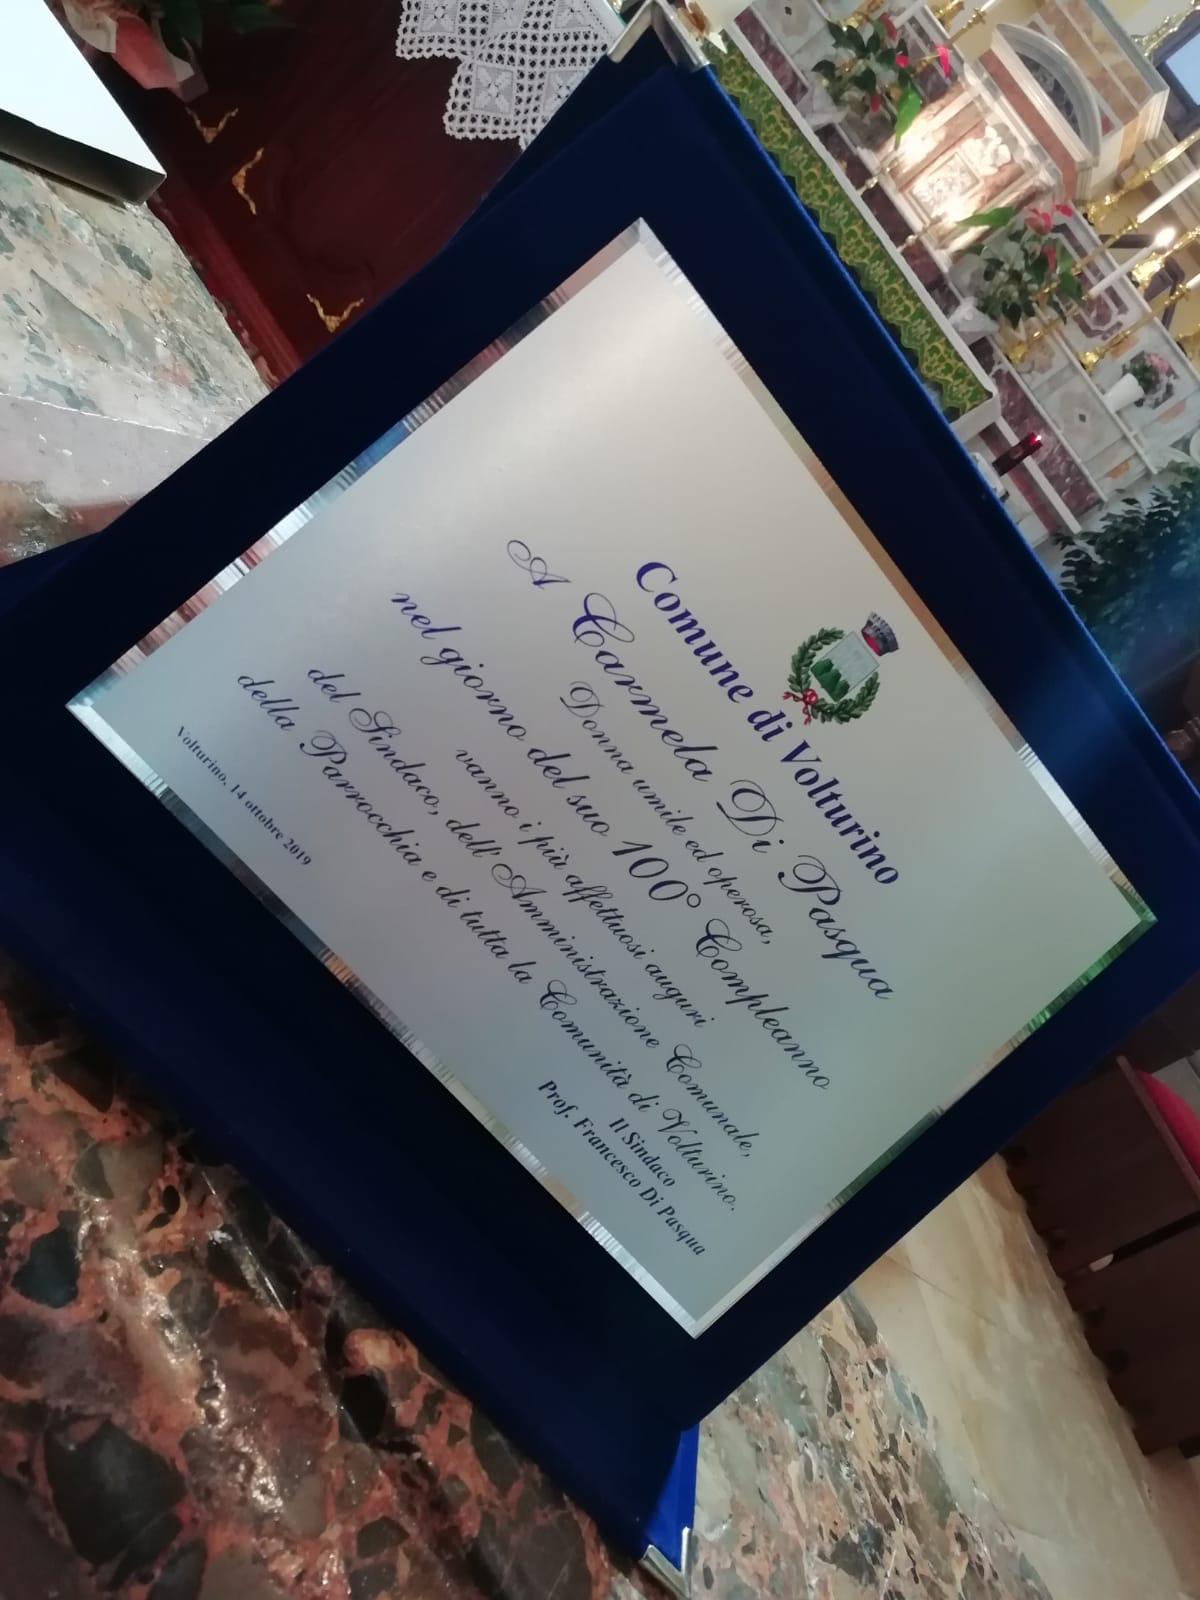 Comune di Volturino
A Carmela Di Pasqua
Donna umile ed operosa,
nel giorno del suo 100° Compleanno
vanno i più affettuosi auguri
del Sindaco, dell'Amministrazione Comunale,
della Parrocchia e di tutta la Comunità di Volturino.
Volturino, 14 ottobre 2019
Il Sindaco
Prof. Francesco Di Pasqua